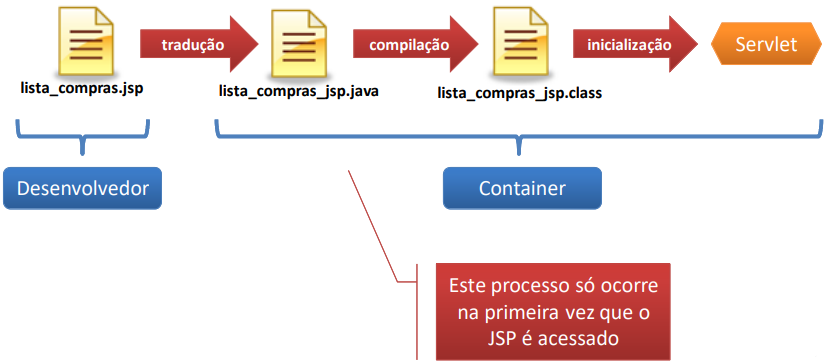 tradução
compilação
inicialização
Servlet
lista_compras.jsp
lista_compras_jsp.java
lista_compras_jsp.class
Desenvolvedor
Container
Este processo só ocorre
na primeira vez que o
JSP é acessado